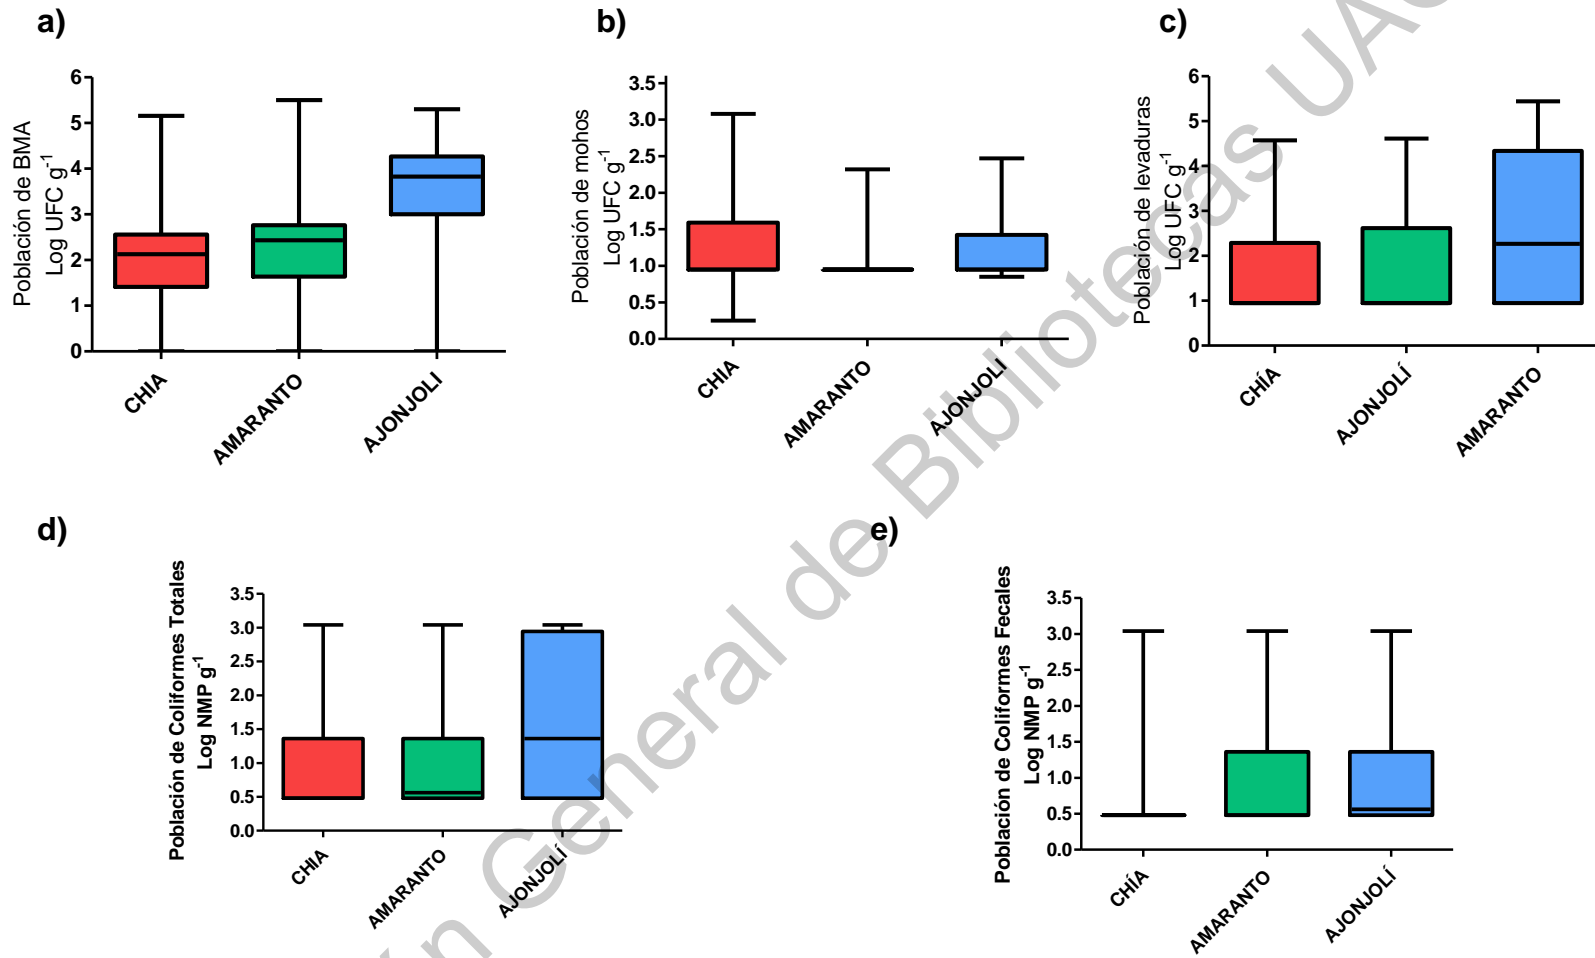 a)
Población de BMA
Log UFC g-1
6
5
4
3
2
1
0
CHIA
AMARANTO
AJONJOLI
b)
Población de mohos
Log UFC g-1
3.5
3.0
2.5
2.0
1.5
1.0
0.5
0.0
CHIA
AMARANTO
AJONJOLI
c)
Población de levaduras
Log UFC g-1
6
5
4
3
2
1
0
CHÍA
AJONJOLÍ
AMARANTO
d)
Población de Coliformes Totales
Log NMP g-1
3.5
3.0
2.5
2.0
1.5
1.0
0.5
0.0
CHIA
AMARANTO
AJONJOLÍ
e)
Población de Coliformes Fecales
Log NMP g-1
3.5
3.0
2.5
2.0
1.5
1.0
0.5
0.0
CHÍA
AMARANTO
AJONJOLÍ
General de Bibliotecas